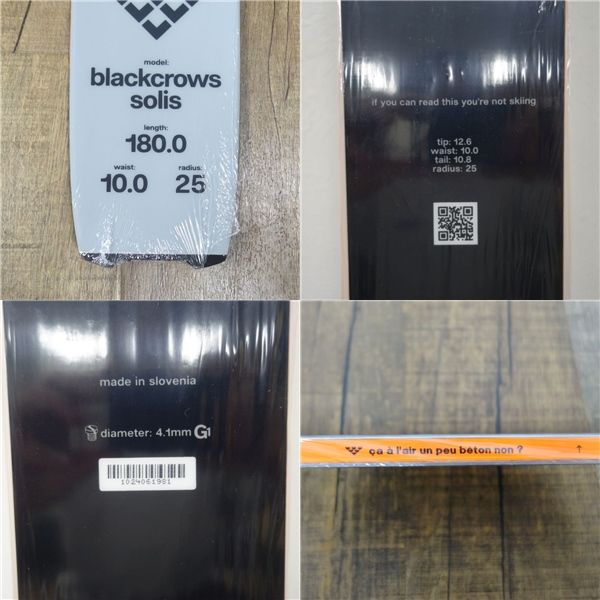 model:
blackcrows
solis
length:
180.0
waist: radius:
10.0 25
if you can read this you're not skiing
tip: 12.6
waist: 10.0
tail: 10.8
radius: 25
made in slovenia
diameter: 4.1mm G1
1024061981
ça à l'air un peu béton non ? ↑